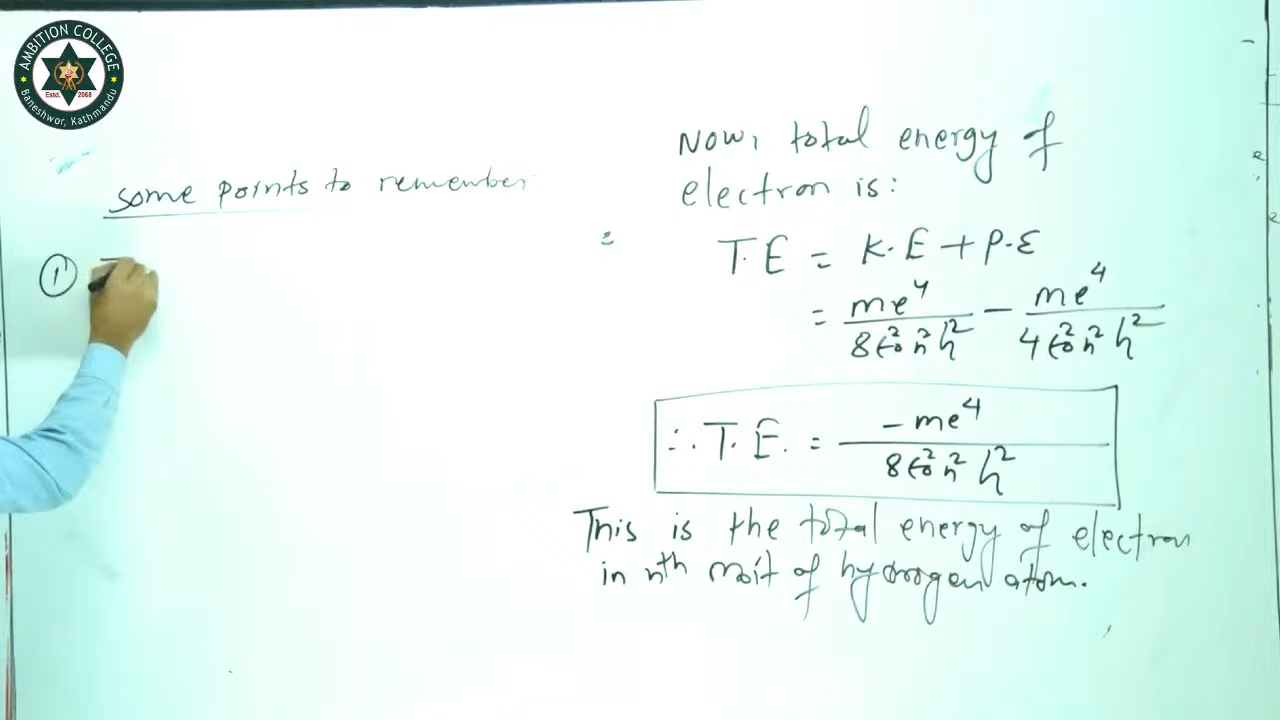 AMBITION COLLEGE
Estd. 2068
Baneshwor, Kathmandu
some points to remember
①
Now, total energy of
electron is:
T.E = K.E + P.E
= me⁴/8ε₀²n²h² − me⁴/4ε₀²n²h²
∴ T.E. = −me⁴/8ε₀²n²h²
This is the total energy of electron
in nth orbit of hydrogen atom.